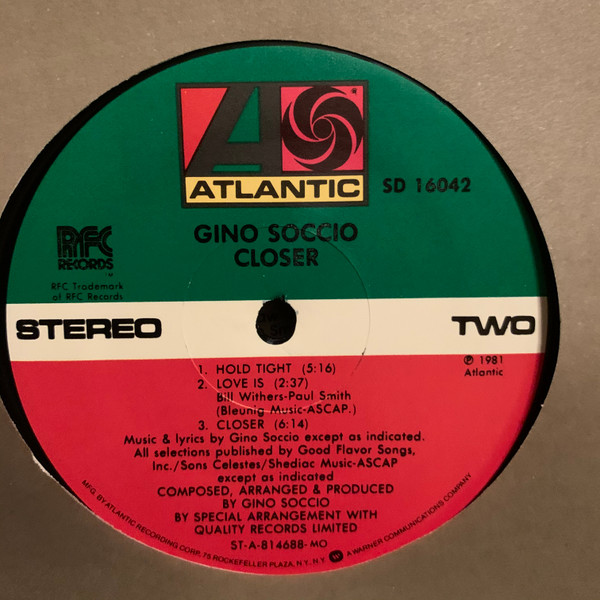 ATLANTIC
SD 16042
GINO SOCCIO
CLOSER
RFC
RECORDS
RFC Trademark
of RFC Records
STEREO
TWO
℗ 1981
Atlantic
1. HOLD TIGHT (5:16)
2. LOVE IS (2:37)
Bill Withers-Paul Smith
(Bleunig Music-ASCAP.)
3. CLOSER (6:14)
Music & lyrics by Gino Soccio except as indicated.
All selections published by Good Flavor Songs,
Inc./Sons Celestes/Shediac Music-ASCAP
except as indicated
COMPOSED, ARRANGED & PRODUCED
BY GINO SOCCIO
BY SPECIAL ARRANGEMENT WITH
QUALITY RECORDS LIMITED
ST-A-814688-MO
MFG. BY ATLANTIC RECORDING CORP., 75 ROCKEFELLER PLAZA, N.Y., N.Y. A WARNER COMMUNICATIONS COMPANY